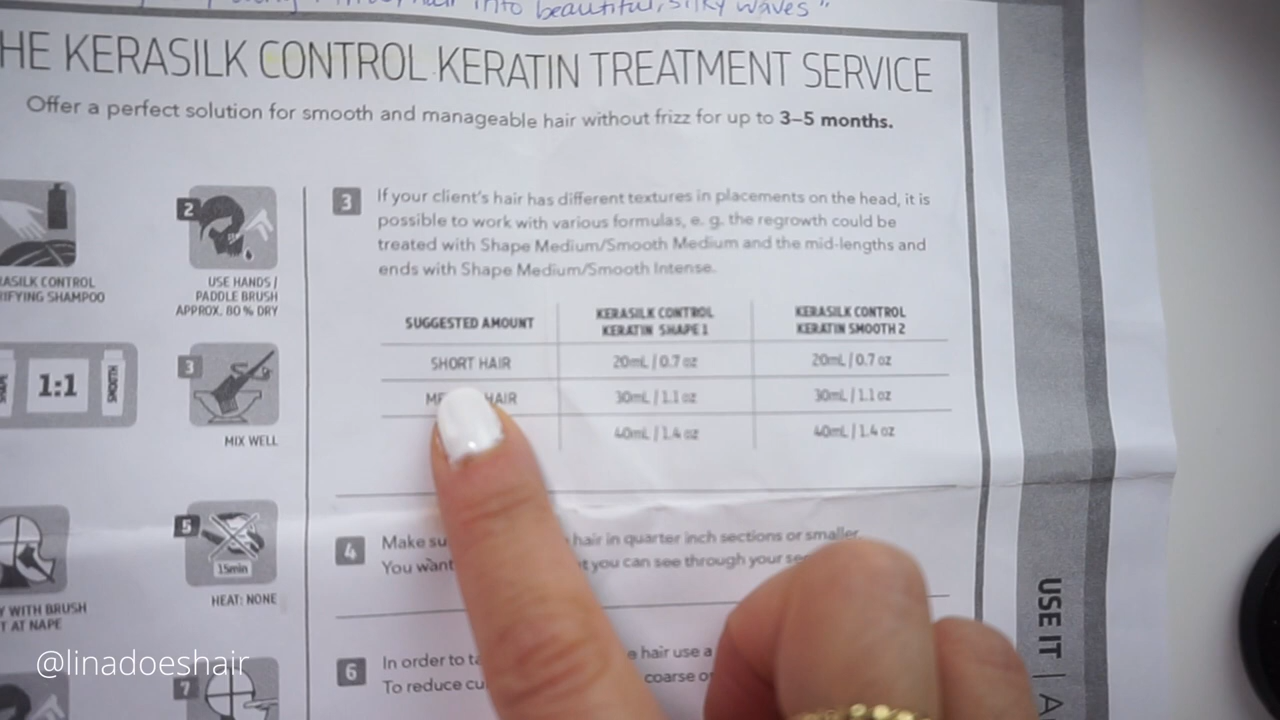 into beautiful, silky waves"
HE KERASILK CONTROL KERATIN TREATMENT SERVICE
Offer a perfect solution for smooth and manageable hair without frizz for up to 3–5 months.
ASILK CONTROL
IFYING SHAMPOO
2
USE HANDS /
PADDLE BRUSH
APPROX. 80 % DRY
1:1
SMOOTH
3
MIX WELL
5
15min
HEAT: NONE
Y WITH BRUSH
T AT NAPE
7
3
If your client's hair has different textures in placements on the head, it is
possible to work with various formulas, e. g. the regrowth could be
treated with Shape Medium/Smooth Medium and the mid-lengths and
ends with Shape Medium/Smooth Intense.
SUGGESTED AMOUNT
KERASILK CONTROL
KERATIN SHAPE 1
KERASILK CONTROL
KERATIN SMOOTH 2
SHORT HAIR
20mL / 0.7 oz
20mL / 0.7 oz
HAIR
30mL / 1.1 oz
30mL / 1.1 oz
40mL / 1.4 oz
40mL / 1.4 oz
4
Make su hair in quarter inch sections or smaller
You want t you can see through your se
6
In order to ta e hair use a
To reduce cu coarse o
USE IT | A
@linadoeshair